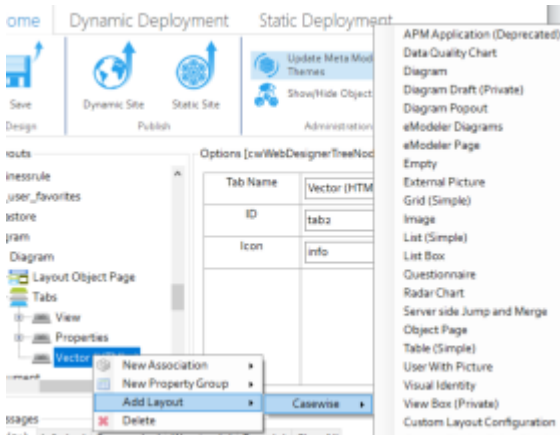 ome Dynamic Deployment Static Deployment
Save
Dynamic Site
Static Site
Update Meta Mod
Themes
Show/Hide Object
Design
Publish
Administration
outs
inessrule
_user_favorites
astore
ram
Diagram
Layout Object Page
Tabs
View
Properties
Vector
Options [cwWebDesignerTreeNod
Tab Name
Vector (HTM
ID
tab2
Icon
info
New Association
New Property Group
Add Layout
Delete
Casewise
ssages
APM Application (Deprecated)
Data Quality Chart
Diagram
Diagram Draft (Private)
Diagram Popout
eModeler Diagrams
eModeler Page
Empty
External Picture
Grid (Simple)
Image
List (Simple)
List Box
Questionnaire
Radar Chart
Server side Jump and Merge
Object Page
Table (Simple)
User With Picture
Visual Identity
View Box (Private)
Custom Layout Configuration